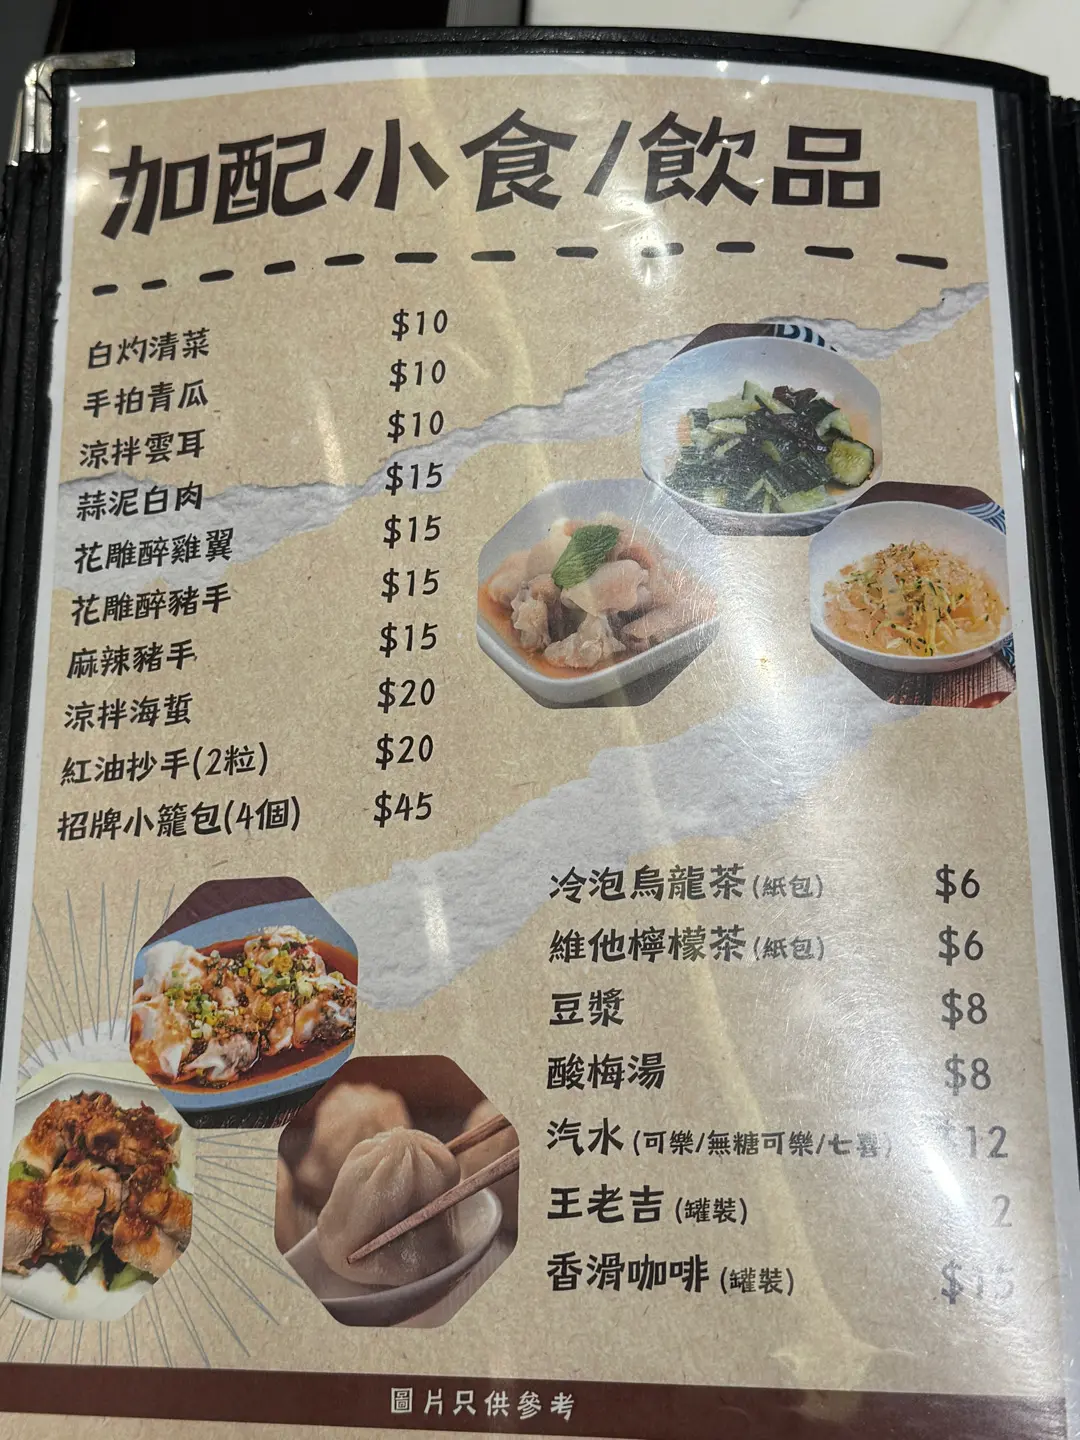 加配小食/飲品
白灼清菜 $10
手拍青瓜 $10
涼拌雲耳 $10
蒜泥白肉 $15
花雕醉雞翼 $15
花雕醉豬手 $15
麻辣豬手 $15
涼拌海蜇 $20
紅油抄手(2粒) $20
招牌小籠包(4個) $45
冷泡烏龍茶(紙包) $6
維他檸檬茶(紙包) $6
豆漿 $8
酸梅湯 $8
汽水(可樂/無糖可樂/七喜) $12
王老吉(罐裝)
香滑咖啡(罐裝) $15
圖片只供參考